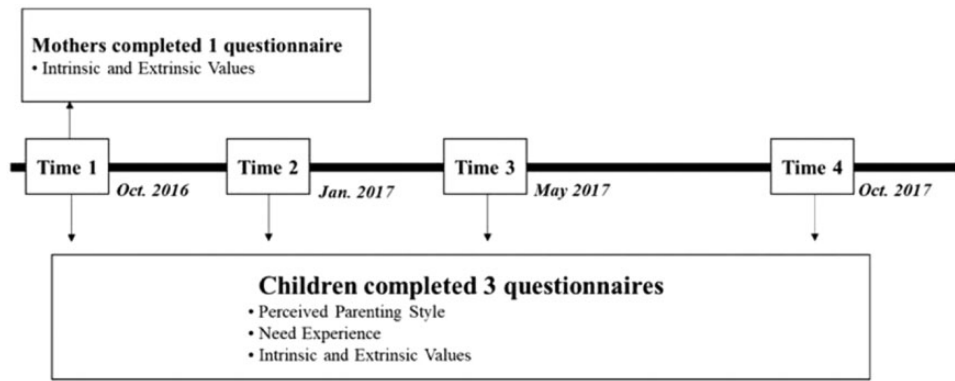 Mothers completed 1 questionnaire
• Intrinsic and Extrinsic Values
Time 1
Oct. 2016
Time 2
Jan. 2017
Time 3
May 2017
Time 4
Oct. 2017
Children completed 3 questionnaires
• Perceived Parenting Style
• Need Experience
• Intrinsic and Extrinsic Values